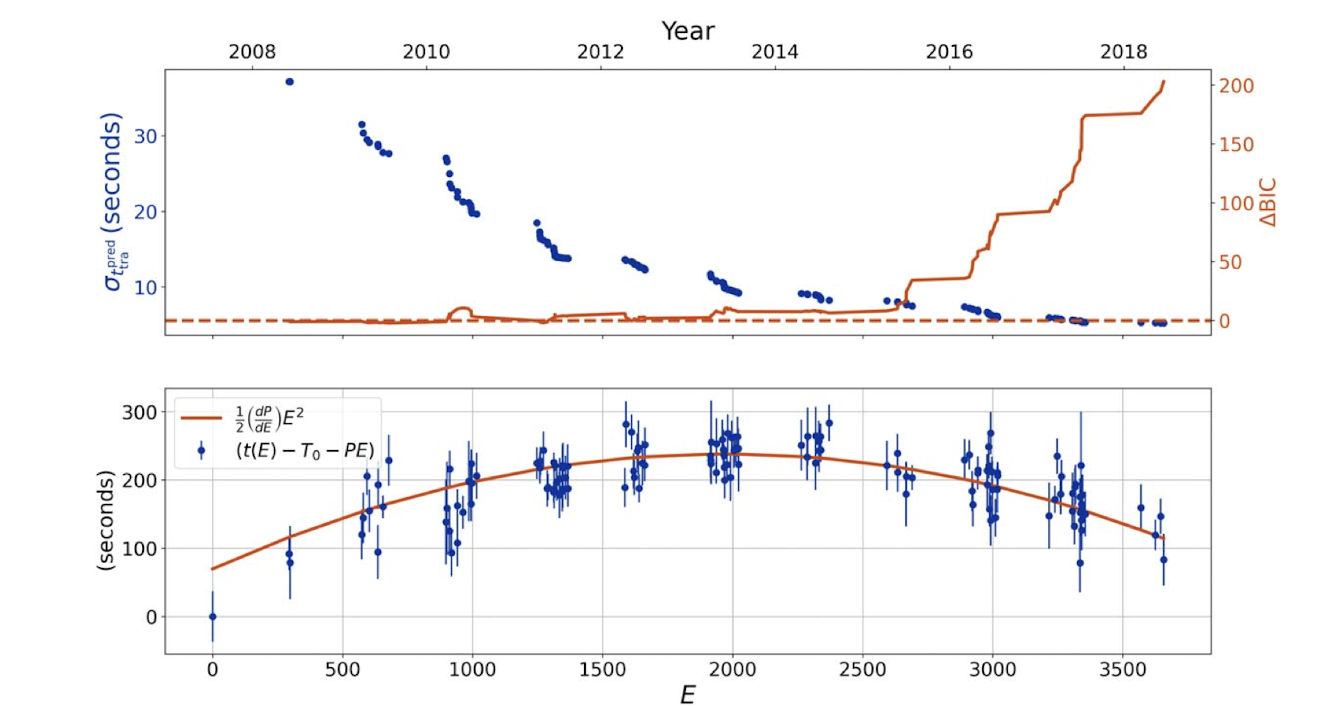 Year
2008 2010 2012 2014 2016 2018
σ_{t_{tra}^{pred}} (seconds)
30
20
10
200
150
100
50
0
ΔBIC
½(dP/dE)E²
(t(E) − T₀ − PE)
(seconds)
300
200
100
0
0 500 1000 1500 2000 2500 3000 3500
E